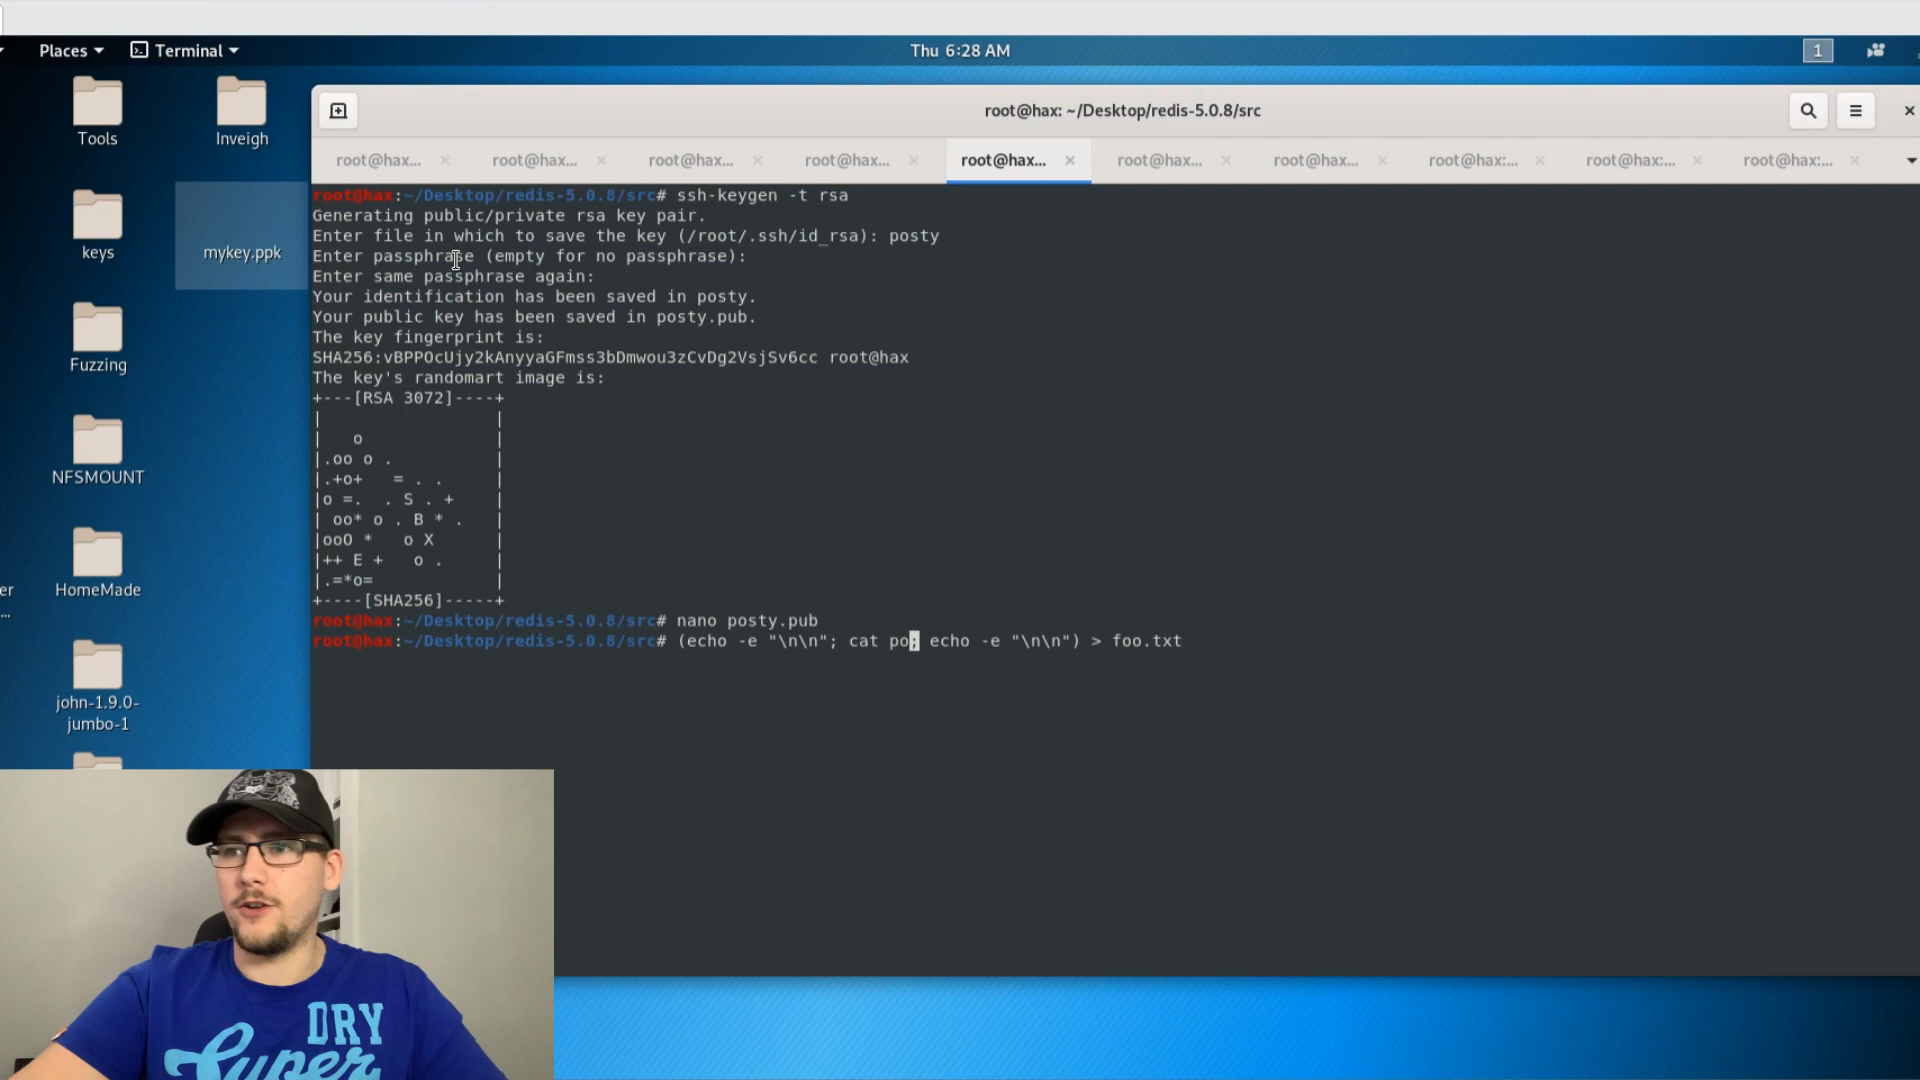 Places
Terminal
Thu 6:28 AM
1
Tools
Inveigh
keys
mykey.ppk
Fuzzing
NFSMOUNT
HomeMade
er
...
john-1.9.0-
jumbo-1
root@hax: ~/Desktop/redis-5.0.8/src
root@hax... root@hax... root@hax... root@hax... root@hax... root@hax... root@hax... root@hax:... root@hax:... root@hax:...
root@hax:~/Desktop/redis-5.0.8/src# ssh-keygen -t rsa
Generating public/private rsa key pair.
Enter file in which to save the key (/root/.ssh/id_rsa): posty
Enter passphrase (empty for no passphrase):
Enter same passphrase again:
Your identification has been saved in posty.
Your public key has been saved in posty.pub.
The key fingerprint is:
SHA256:vBPPOcUjy2kAnyyaGFmss3bDmwou3zCvDg2VsjSv6cc root@hax
The key's randomart image is:
+---[RSA 3072]----+
|                 |
|   o             |
|.oo o .          |
|.+o+   = . .     |
|o =.  . S . +    |
| oo* o . B * .   |
|ooO *   o X      |
|++ E +   o .     |
|.=*o=            |
+----[SHA256]-----+
root@hax:~/Desktop/redis-5.0.8/src# nano posty.pub
root@hax:~/Desktop/redis-5.0.8/src# (echo -e "\n\n"; cat po; echo -e "\n\n") > foo.txt
DRY
Super